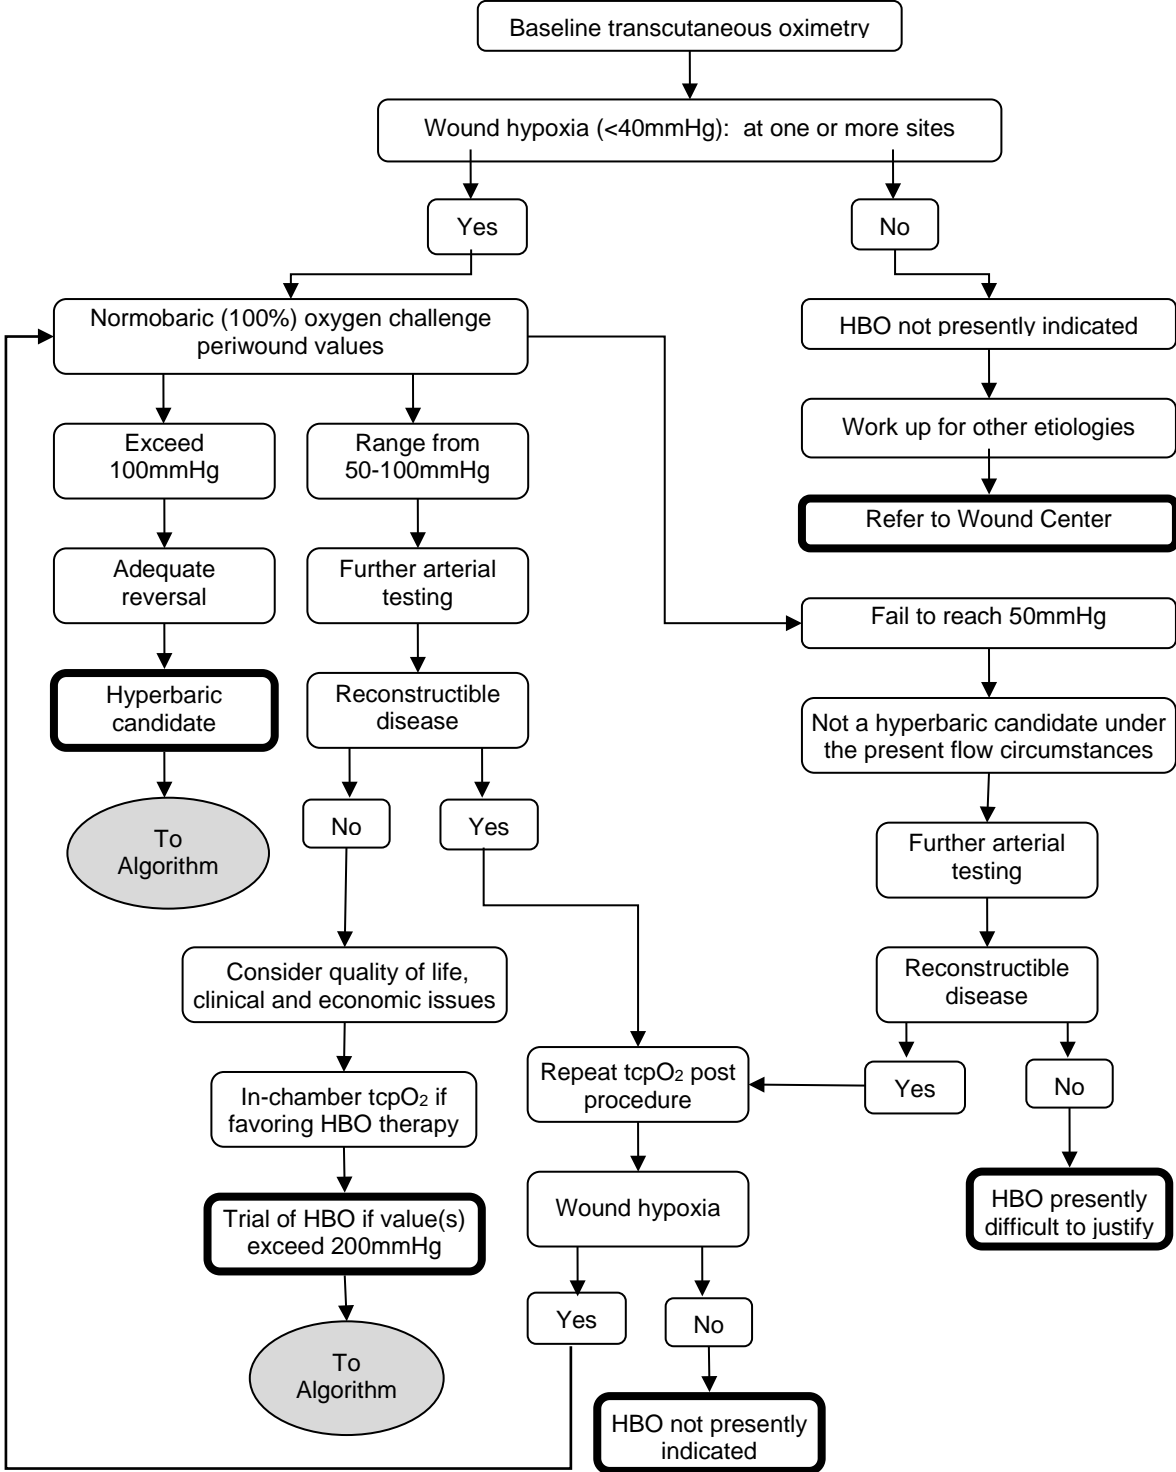 Baseline transcutaneous oximetry
Wound hypoxia (<40mmHg): at one or more sites
Yes
No
Normobaric (100%) oxygen challenge
periwound values
HBO not presently indicated
Exceed
100mmHg
Range from
50-100mmHg
Work up for other etiologies
Refer to Wound Center
Adequate
reversal
Further arterial
testing
Fail to reach 50mmHg
Hyperbaric
candidate
Reconstructible
disease
Not a hyperbaric candidate under
the present flow circumstances
To
Algorithm
No
Yes
Further arterial
testing
Consider quality of life,
clinical and economic issues
Reconstructible
disease
In-chamber tcpO₂ if
favoring HBO therapy
Repeat tcpO₂ post
procedure
Yes
No
Trial of HBO if value(s)
exceed 200mmHg
Wound hypoxia
HBO presently
difficult to justify
To
Algorithm
Yes
No
HBO not presently
indicated